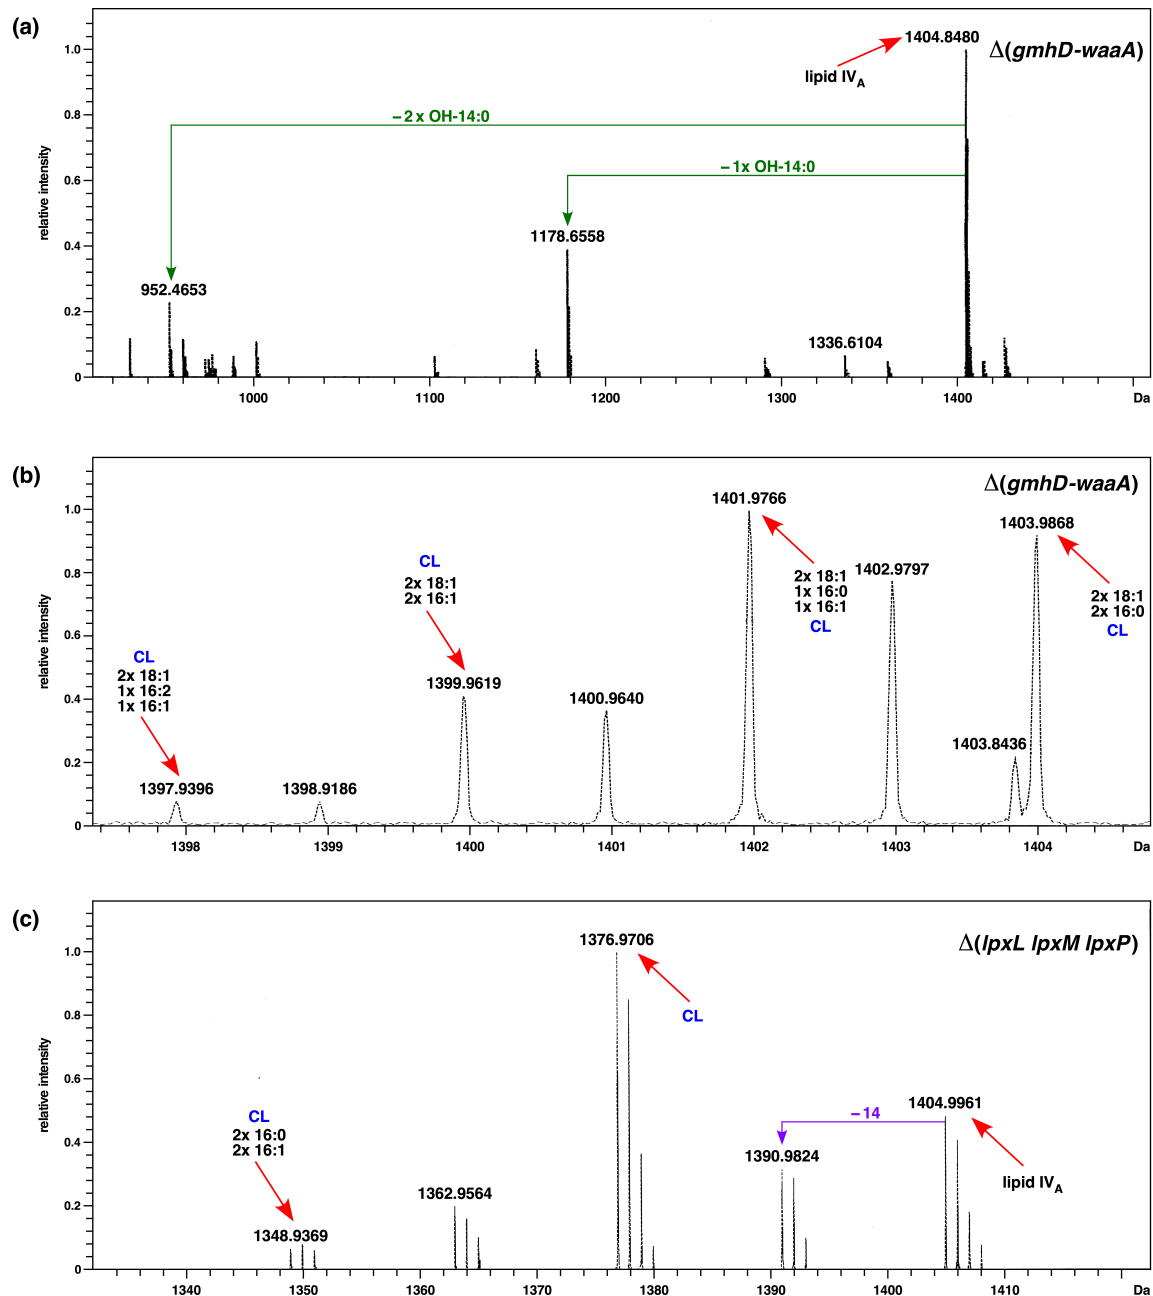 (a)
Δ(gmhD-waaA)
1404.8480
lipid IVA
–2x OH-14:0
–1x OH-14:0
1178.6558
952.4653
1336.6104
relative intensity
1.0
0.8
0.6
0.4
0.2
0
1000
1100
1200
1300
1400
Da
(b)
Δ(gmhD-waaA)
1401.9766
1403.9868
CL
2x 18:1
2x 16:1
2x 18:1
1x 16:0
1x 16:1
CL
1402.9797
2x 18:1
2x 16:0
CL
CL
2x 18:1
1x 16:2
1x 16:1
1399.9619
1400.9640
1403.8436
1397.9396
1398.9186
relative intensity
1.0
0.8
0.6
0.4
0.2
0
1398
1399
1400
1401
1402
1403
1404
Da
(c)
Δ(lpxL lpxM lpxP)
1376.9706
CL
–14
1404.9961
CL
2x 16:0
2x 16:1
1390.9824
lipid IVA
1362.9564
1348.9369
relative intensity
1.0
0.8
0.6
0.4
0.2
0
1340
1350
1360
1370
1380
1390
1400
1410
Da